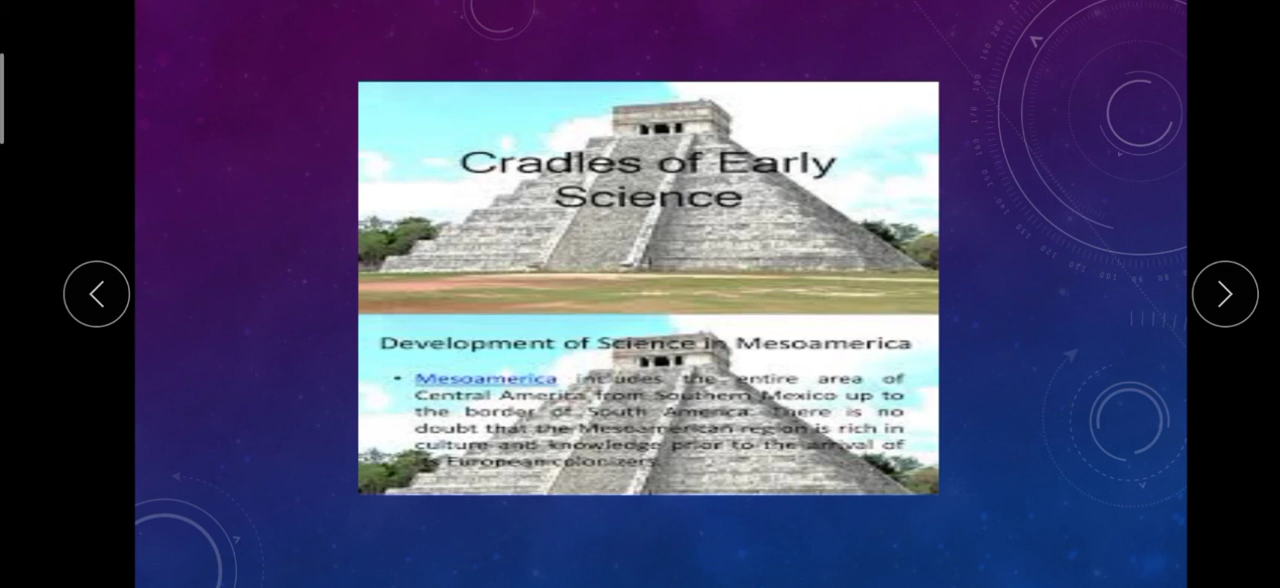 Cradles of Early
Science
Development of Science in Mesoamerica
• Mesoamerica includes the entire area of
Central America from Southern Mexico up to
the border of South America. There is no
doubt that the Mesoamerican region is rich in
culture and knowledge prior to the arrival of
European colonizers.